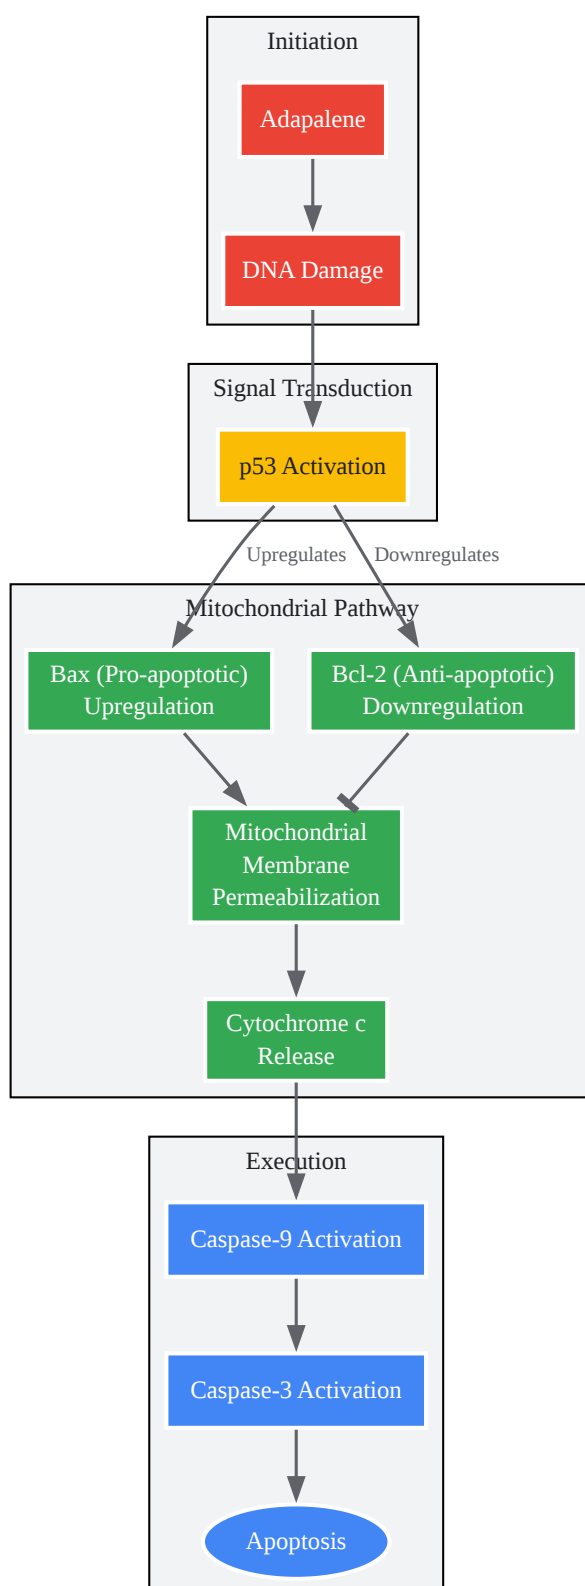 Initiation
Adapalene
DNA Damage
Signal Transduction
p53 Activation
Upregulates
Downregulates
Mitochondrial Pathway
Bax (Pro-apoptotic)
Upregulation
Bcl-2 (Anti-apoptotic)
Downregulation
Mitochondrial
Membrane
Permeabilization
Cytochrome c
Release
Execution
Caspase-9 Activation
Caspase-3 Activation
Apoptosis